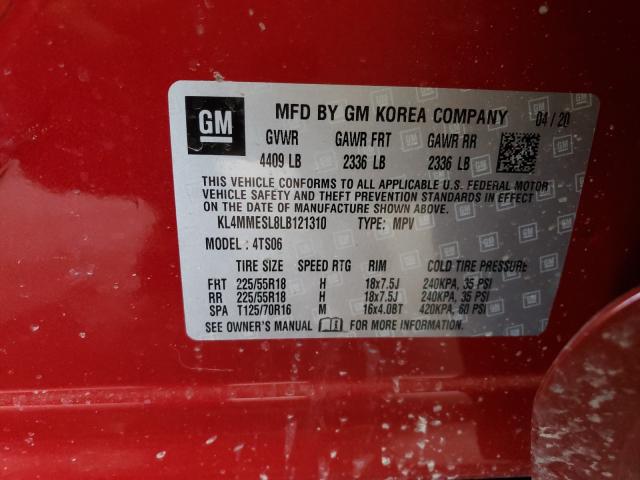 GM
MFD BY GM KOREA COMPANY 04 / 20
GVWR GAWR FRT GAWR RR
4409 LB 2336 LB 2336 LB
THIS VEHICLE CONFORMS TO ALL APPLICABLE U.S. FEDERAL MOTOR
VEHICLE SAFETY AND THEFT PREVENTION STANDARDS IN EFFECT ON
THE DATE OF MANUFACTURE SHOWN ABOVE.
KL4MMESL8LB121310 TYPE: MPV
MODEL: 4TS06
TIRE SIZE SPEED RTG RIM COLD TIRE PRESSURE
FRT 225/55R18 H 18x7.5J 240KPA, 35 PSI
RR 225/55R18 H 18x7.5J 240KPA, 35 PSI
SPA T125/70R16 M 16x4.0BT 420KPA, 60 PSI
SEE OWNER'S MANUAL FOR MORE INFORMATION.